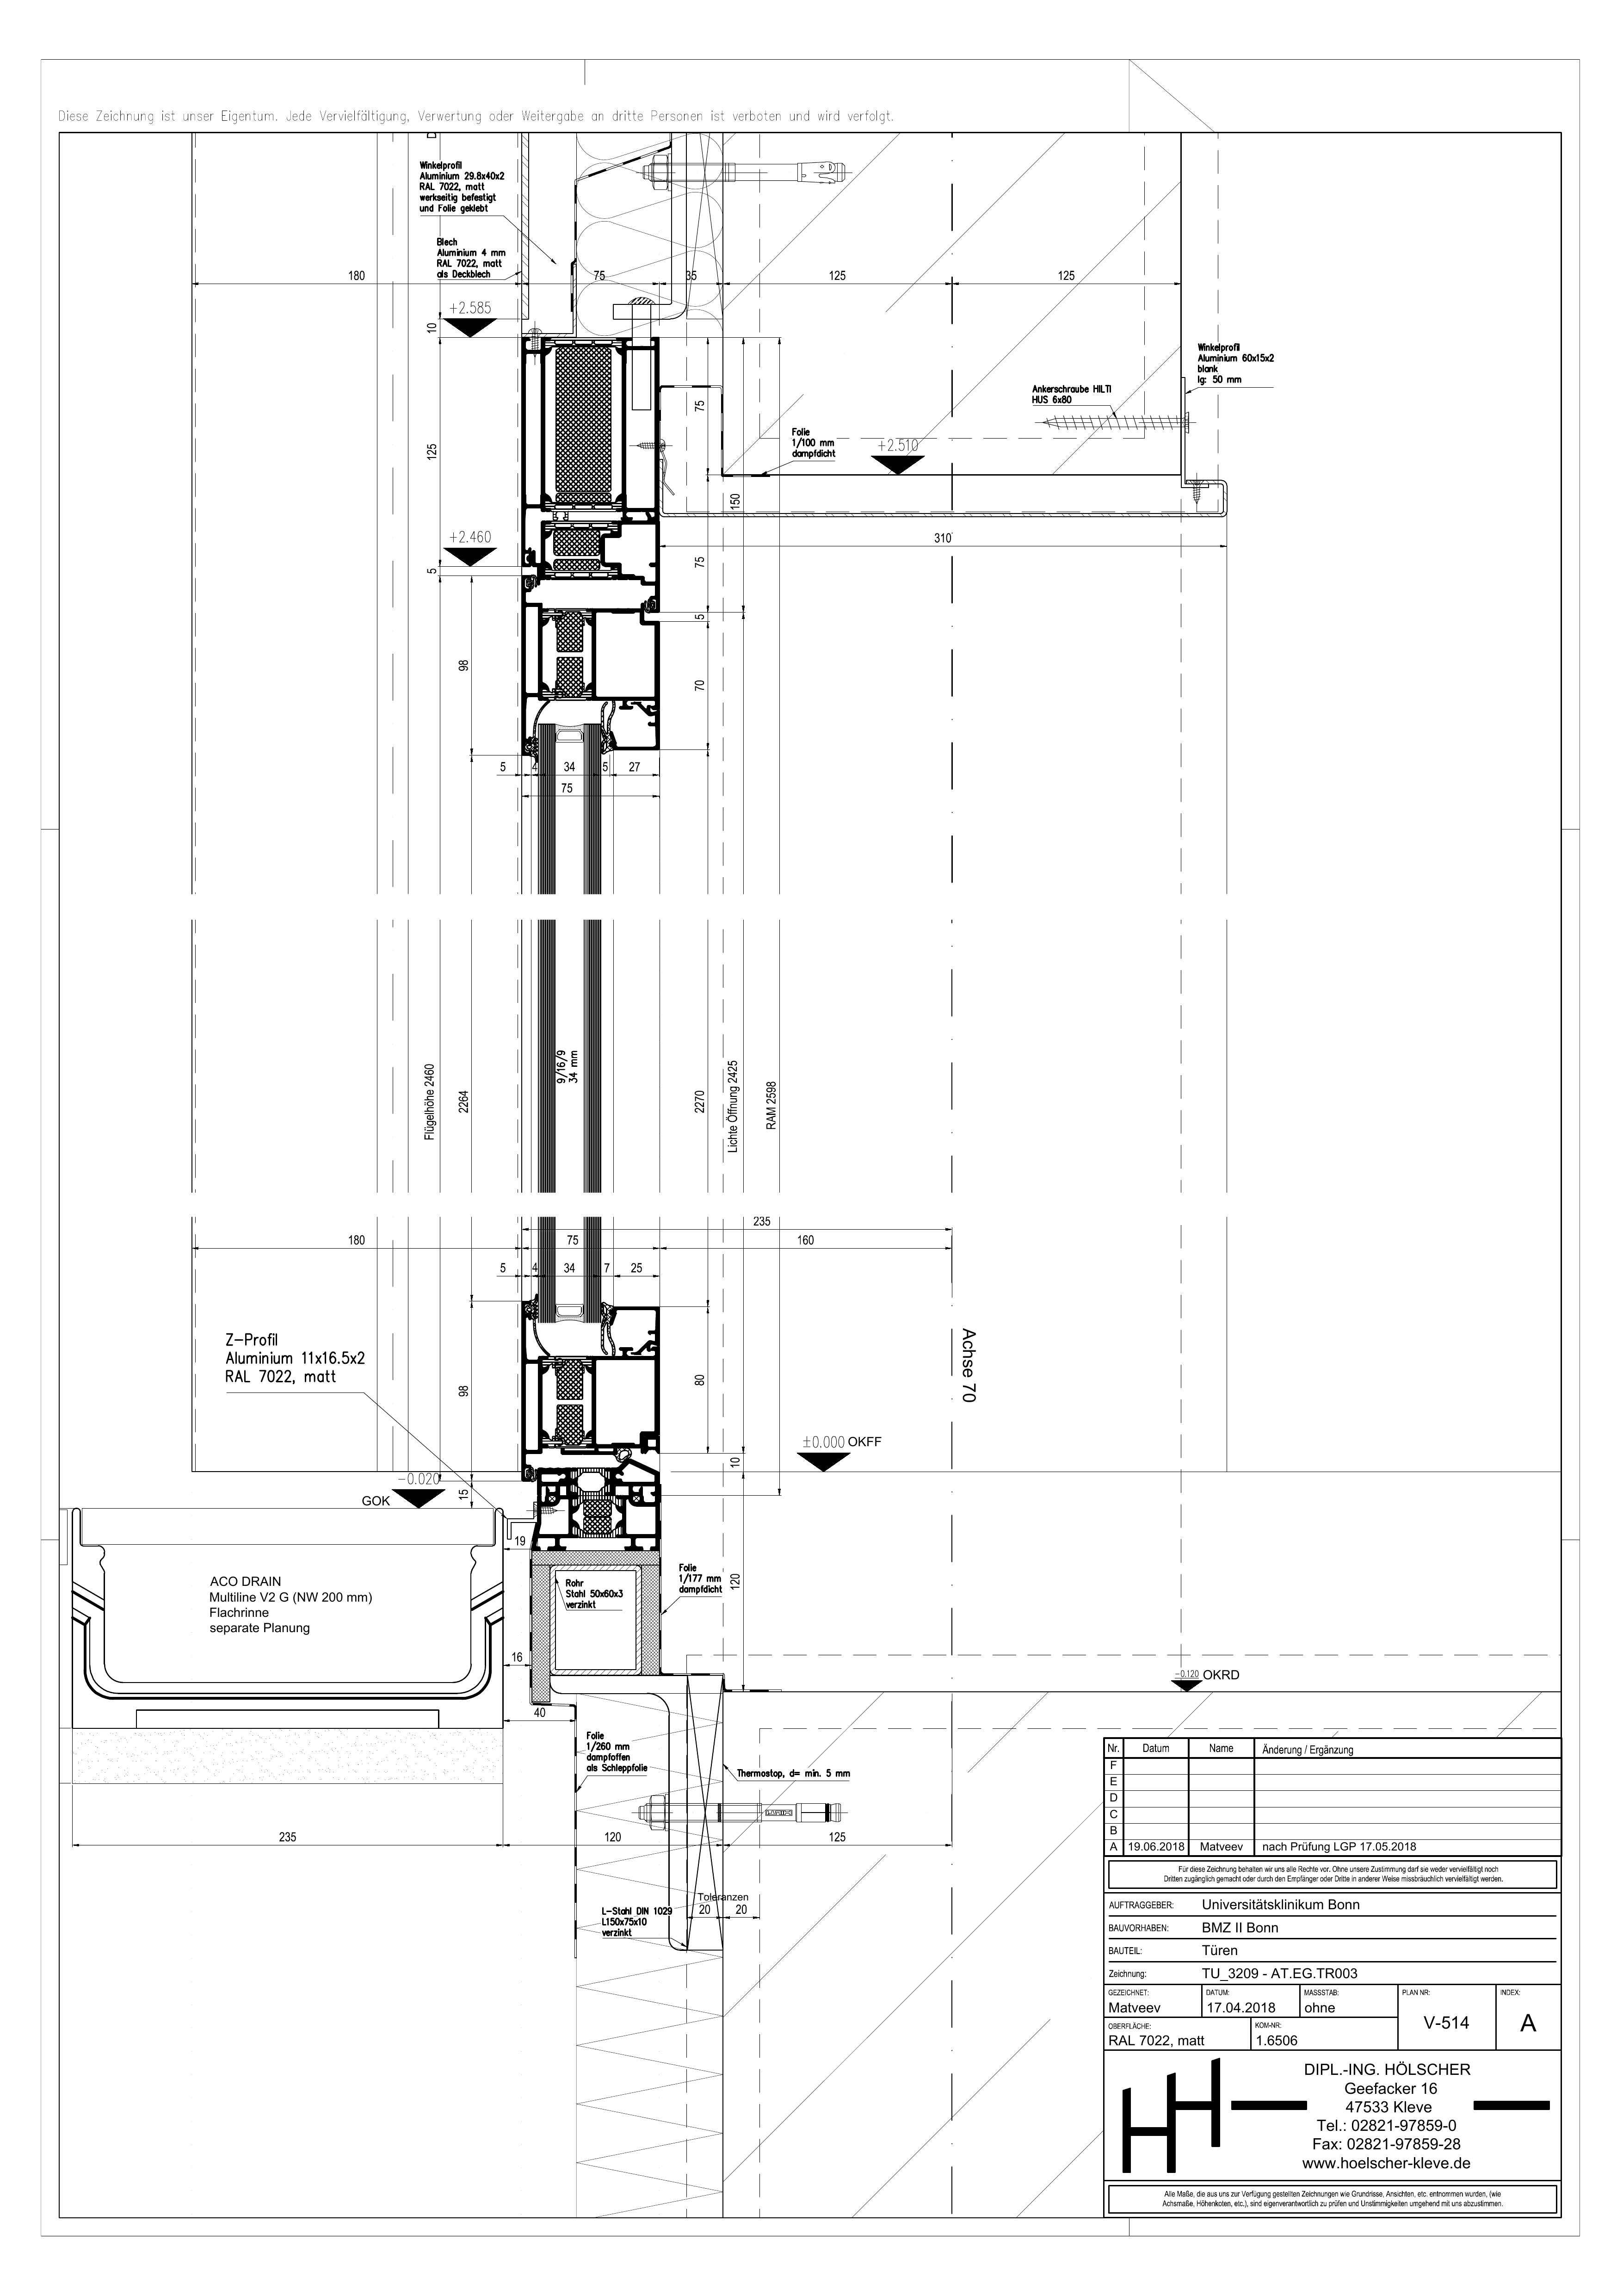 Diese Zeichnung ist unser Eigentum. Jede Vervielfältigung, Verwertung oder Weitergabe an dritte Personen ist verboten und wird verfolgt.
Winkelprofil
Aluminium 29.8x40x2
RAL 7022, matt
werkseitig befestigt
und Folie geklebt
Blech
Aluminium 4 mm
RAL 7022, matt
als Deckblech
180
75
35
125
125
+2.585
10
Winkelprofil
Aluminium 60x15x2
blank
lg: 50 mm
Ankerschraube HILTI
HUS 6x80
75
Folie
1/100 mm
dampfdicht
+2.510
125
150
+2.460
310
5
75
5
98
70
5
4
34
5
27
75
9/16/9
34 mm
Flügelhöhe 2460
2264
2270
Lichte Öffnung 2425
RAM 2598
235
180
75
160
5
4
34
7
25
Z-Profil
Aluminium 11x16.5x2
RAL 7022, matt
Achse 70
98
80
±0.000 OKFF
10
-0.020
GOK
15
19
ACO DRAIN
Multiline V2 G (NW 200 mm)
Flachrinne
separate Planung
Rohr
Stahl 50x60x3
verzinkt
Folie
1/177 mm
dampfdicht
120
16
-0.120 OKRD
40
Folie
1/260 mm
dampfoffen
als Schleppfolie
Thermostop, d= min. 5 mm
235
120
125
Toleranzen
20
20
L-Stahl DIN 1029
L150x75x10
verzinkt
Nr. Datum Name Änderung / Ergänzung
F
E
D
C
B
A 19.06.2018 Matveev nach Prüfung LGP 17.05.2018
Für diese Zeichnung behalten wir uns alle Rechte vor. Ohne unsere Zustimmung darf sie weder vervielfältigt noch
Dritten zugänglich gemacht oder durch den Empfänger oder Dritte in anderer Weise missbräuchlich vervielfältigt werden.
AUFTRAGGEBER: Universitätsklinikum Bonn
BAUVORHABEN: BMZ II Bonn
BAUTEIL: Türen
Zeichnung: TU_3209 - AT.EG.TR003
GEZEICHNET: DATUM: MASSSTAB: PLAN NR: INDEX:
Matveev 17.04.2018 ohne V-514 A
OBERFLÄCHE: KOM-NR:
RAL 7022, matt 1.6506
DIPL.-ING. HÖLSCHER
Geefacker 16
47533 Kleve
Tel.: 02821-97859-0
Fax: 02821-97859-28
www.hoelscher-kleve.de
Alle Maße, die aus uns zur Verfügung gestellten Zeichnungen wie Grundrisse, Ansichten, etc. entnommen wurden, (wie
Achsmaße, Höhenkoten, etc.), sind eigenverantwortlich zu prüfen und Unstimmigkeiten umgehend mit uns abzustimmen.